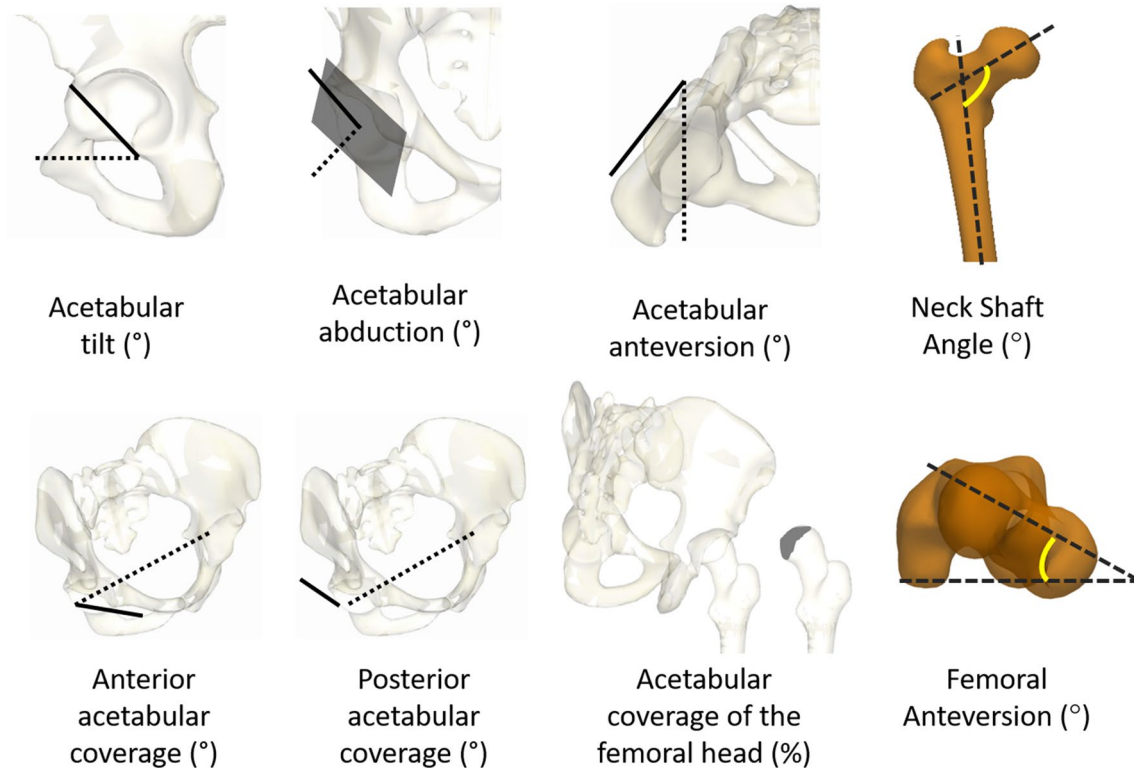 Acetabular
tilt (°)
Acetabular
abduction (°)
Acetabular
anteversion (°)
Neck Shaft
Angle (°)
Anterior
acetabular
coverage (°)
Posterior
acetabular
coverage (°)
Acetabular
coverage of the
femoral head (%)
Femoral
Anteversion (°)